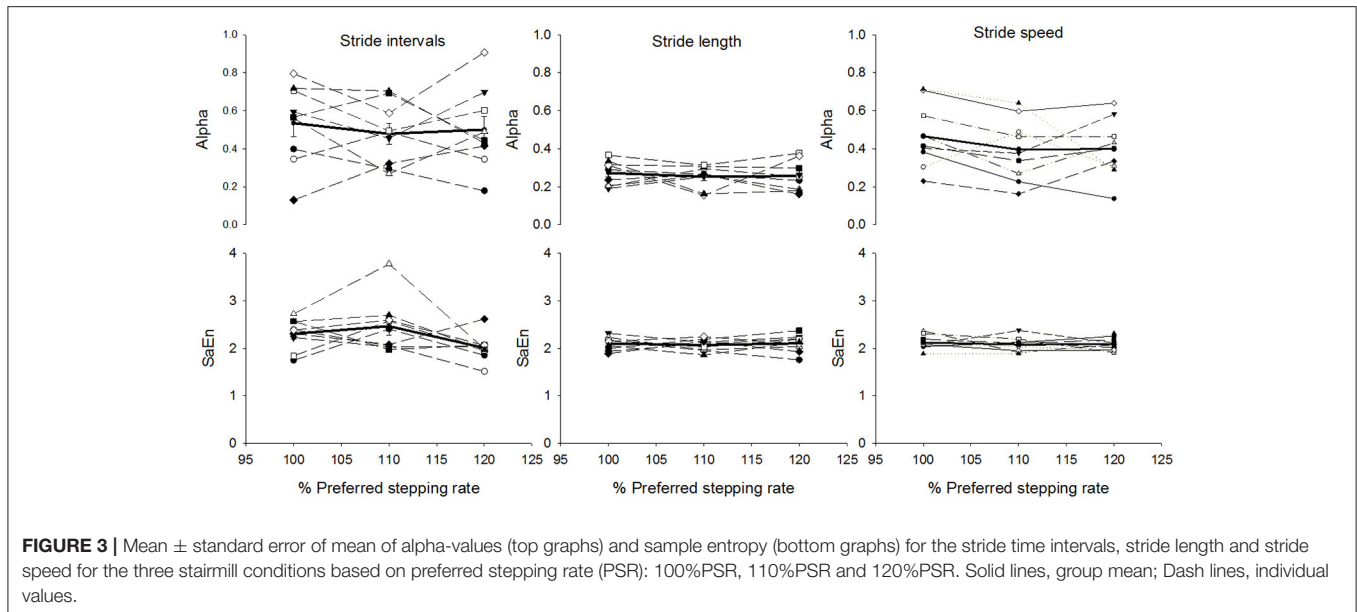 Stride intervals
Stride length
Stride speed
Alpha
1.0
0.8
0.6
0.4
0.2
0.0
Alpha
1.0
0.8
0.6
0.4
0.2
0.0
Alpha
1.0
0.8
0.6
0.4
0.2
0.0
SaEn
4
3
2
1
0
SaEn
4
3
2
1
0
SaEn
4
3
2
1
0
95 100 105 110 115 120 125
95 100 105 110 115 120 125
95 100 105 110 115 120 125
% Preferred stepping rate
% Preferred stepping rate
% Preferred stepping rate
FIGURE 3 | Mean ± standard error of mean of alpha-values (top graphs) and sample entropy (bottom graphs) for the stride time intervals, stride length and stride
speed for the three stairmill conditions based on preferred stepping rate (PSR): 100%PSR, 110%PSR and 120%PSR. Solid lines, group mean; Dash lines, individual
values.